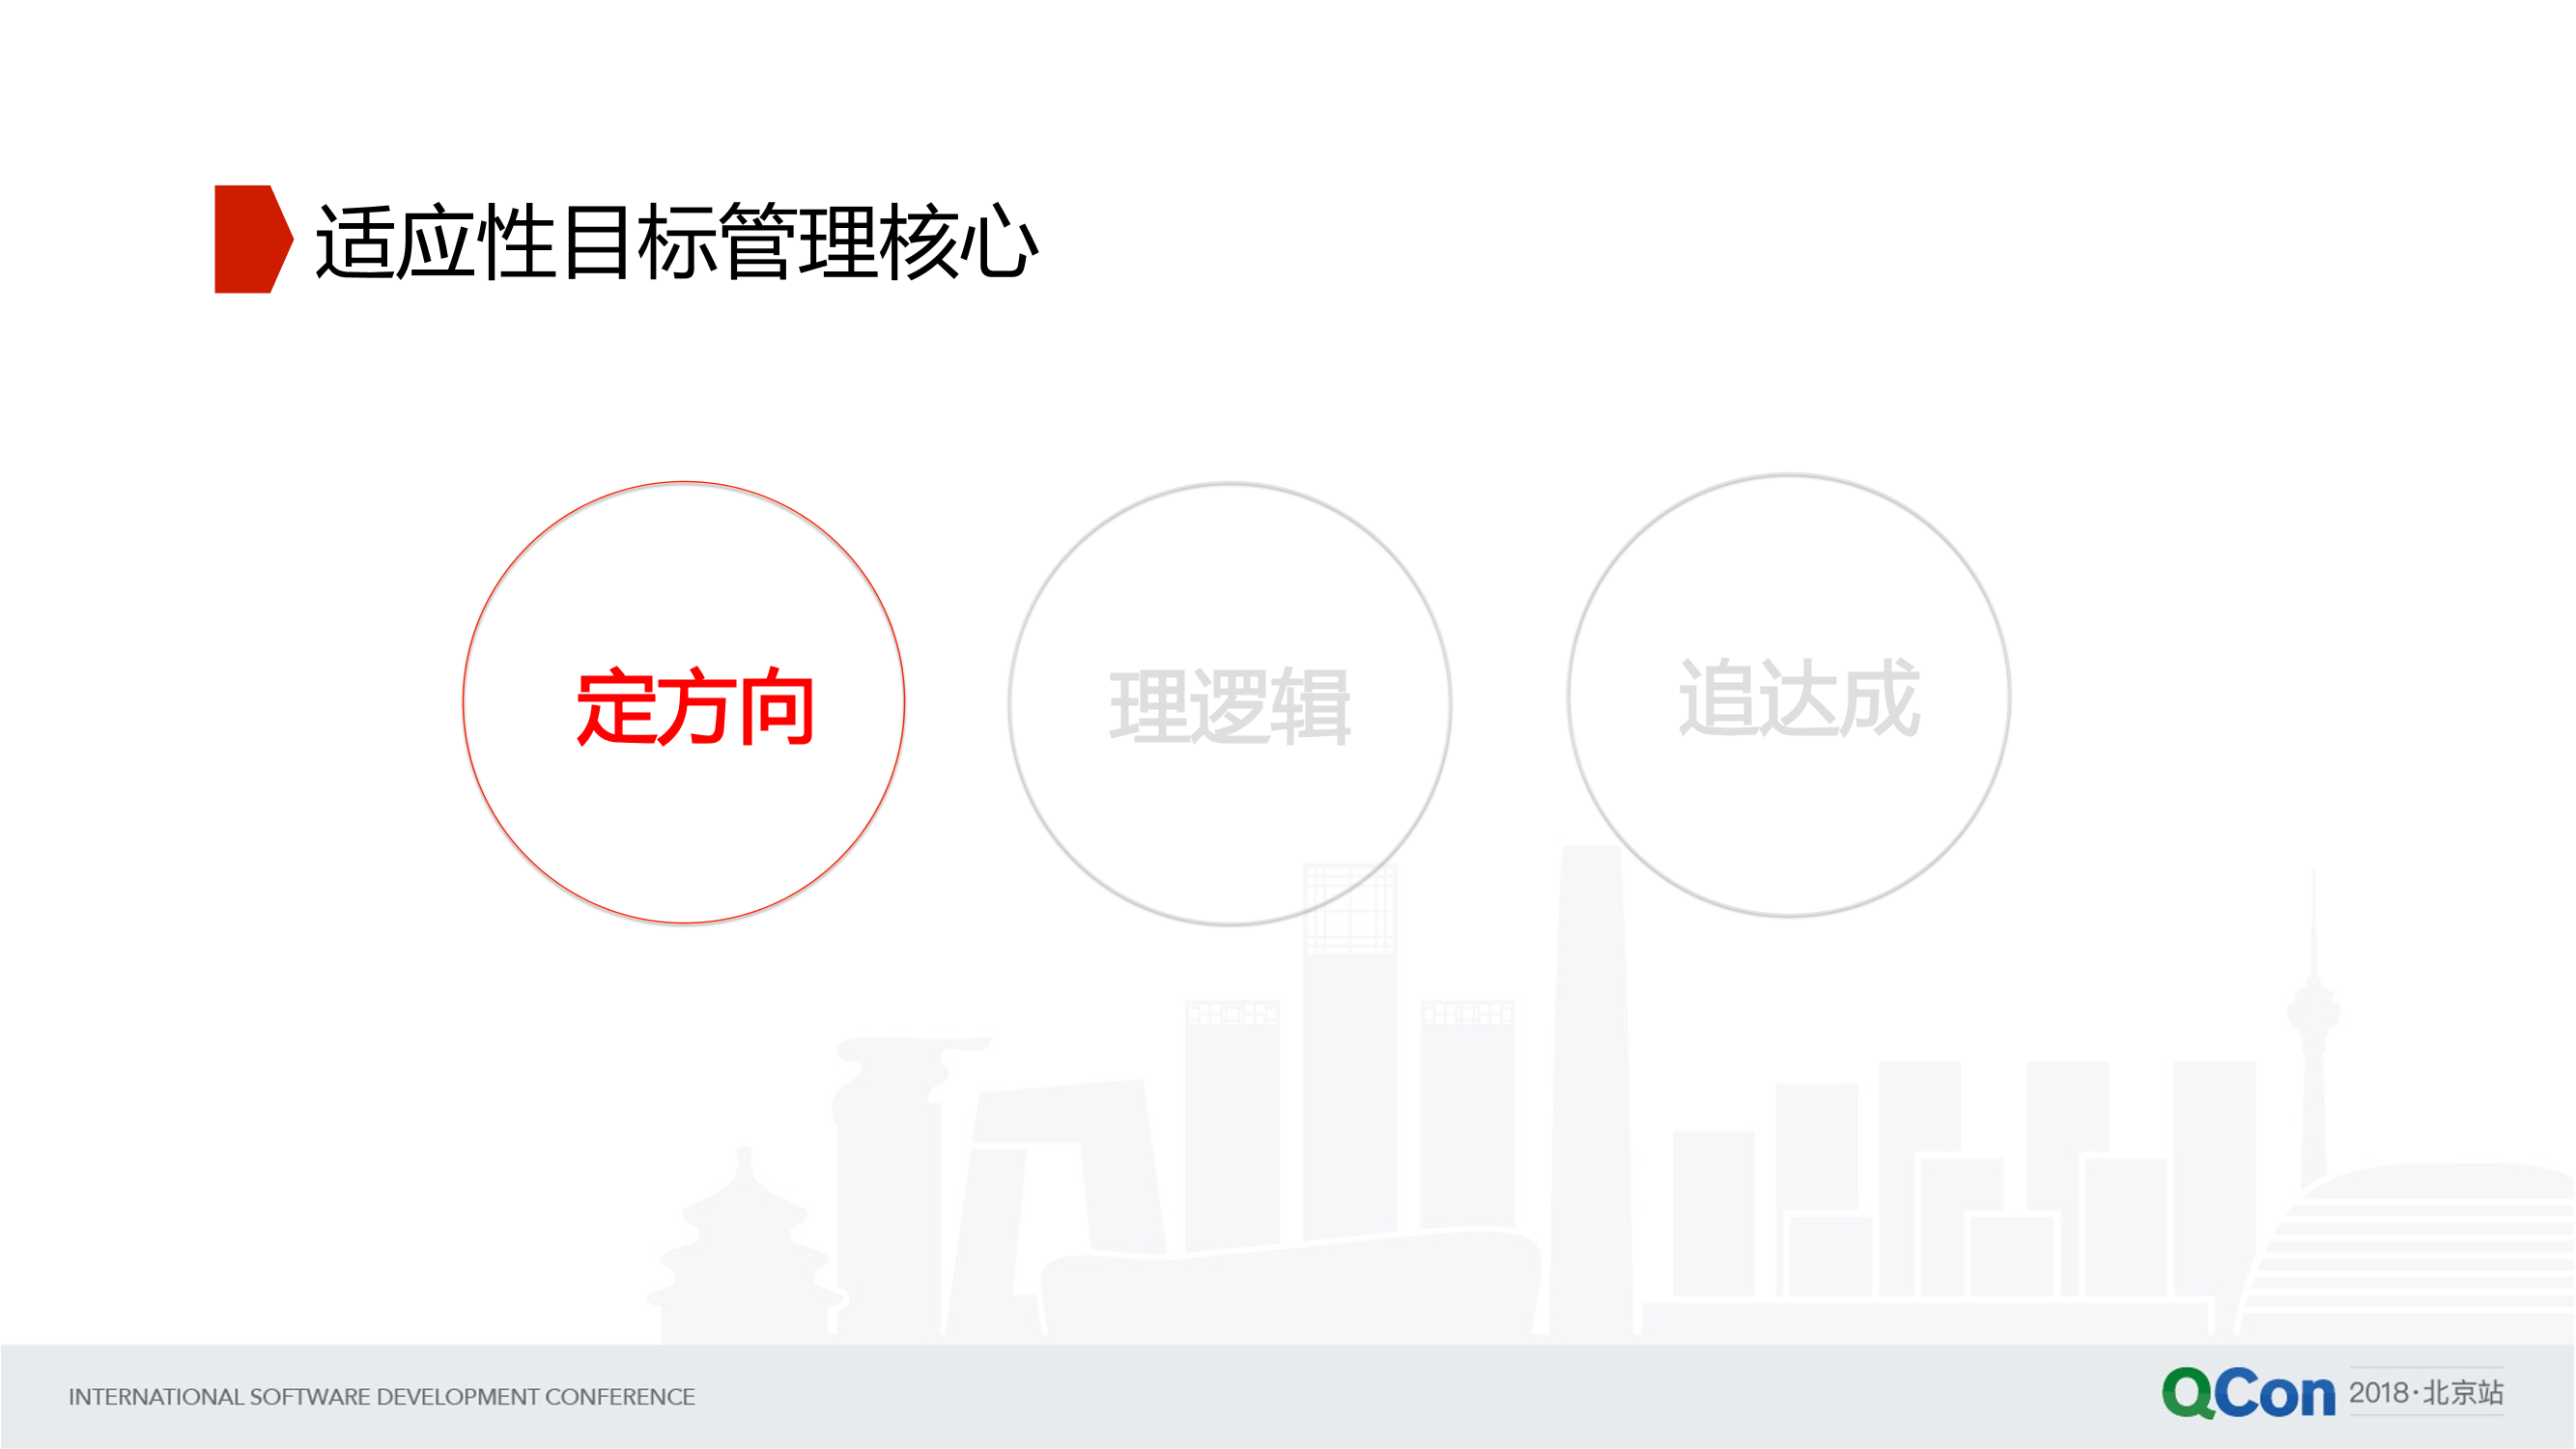 适应性目标管理核心
定方向
理逻辑
追达成
INTERNATIONAL SOFTWARE DEVELOPMENT CONFERENCE
QCon 2018·北京站